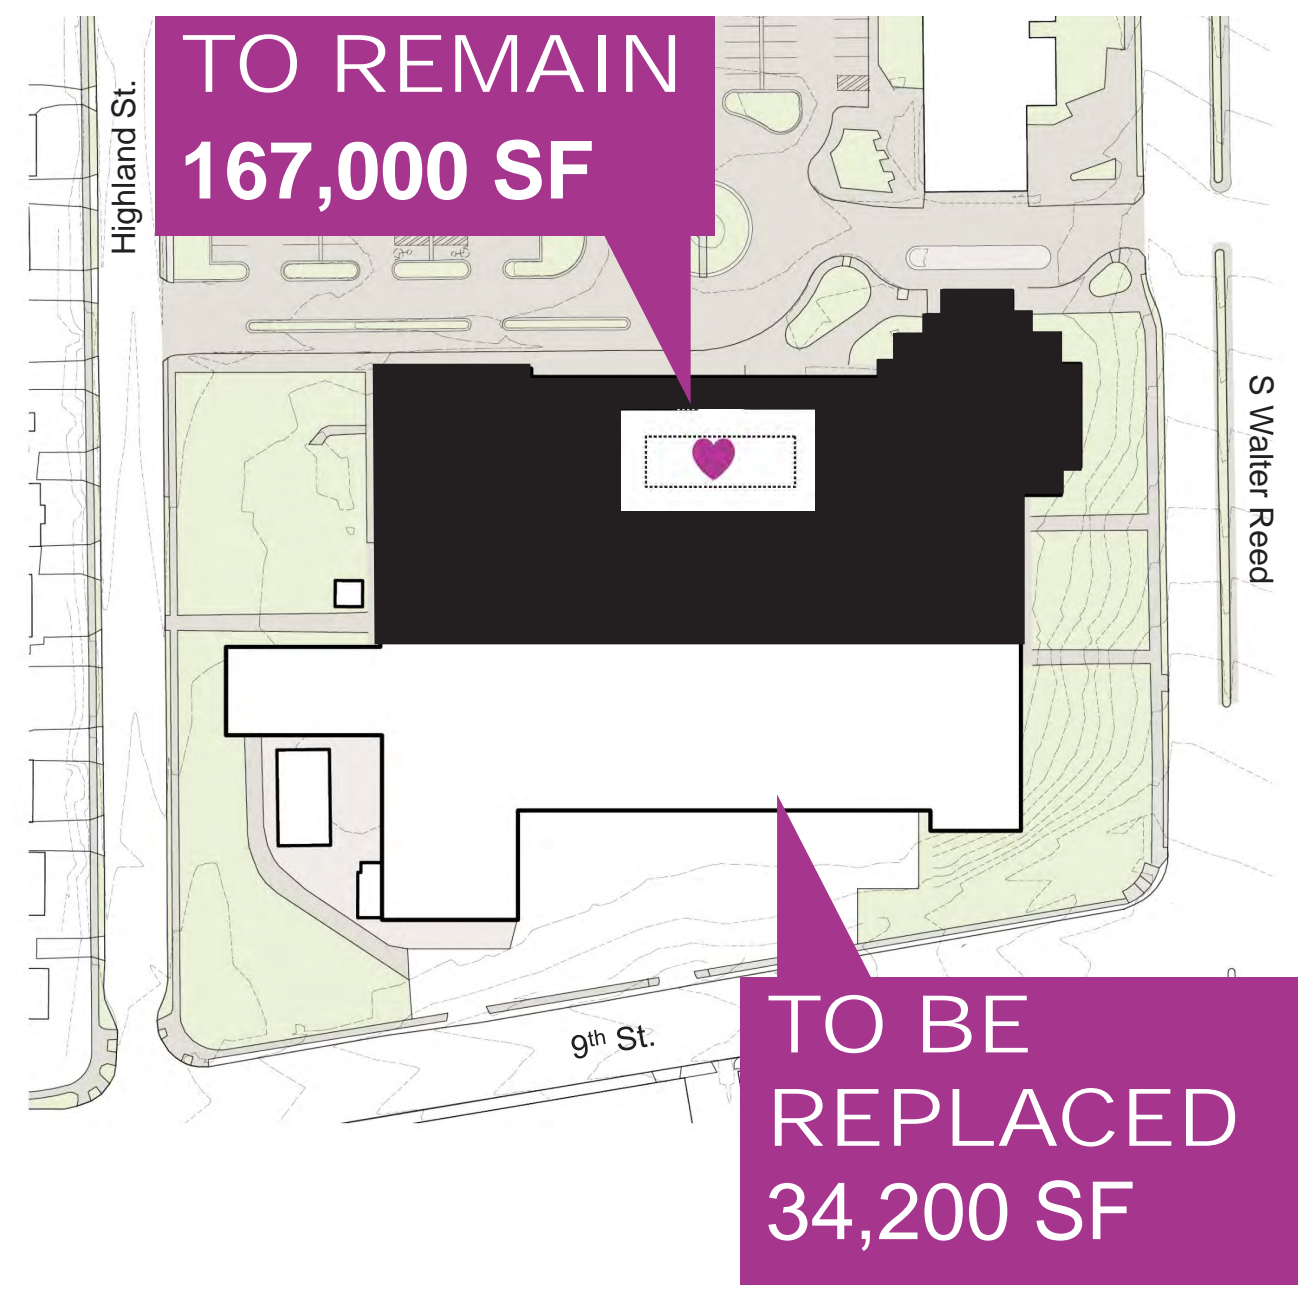 TO REMAIN
167,000 SF
Highland St.
S Walter Reed
9th St.
TO BE
REPLACED
34,200 SF